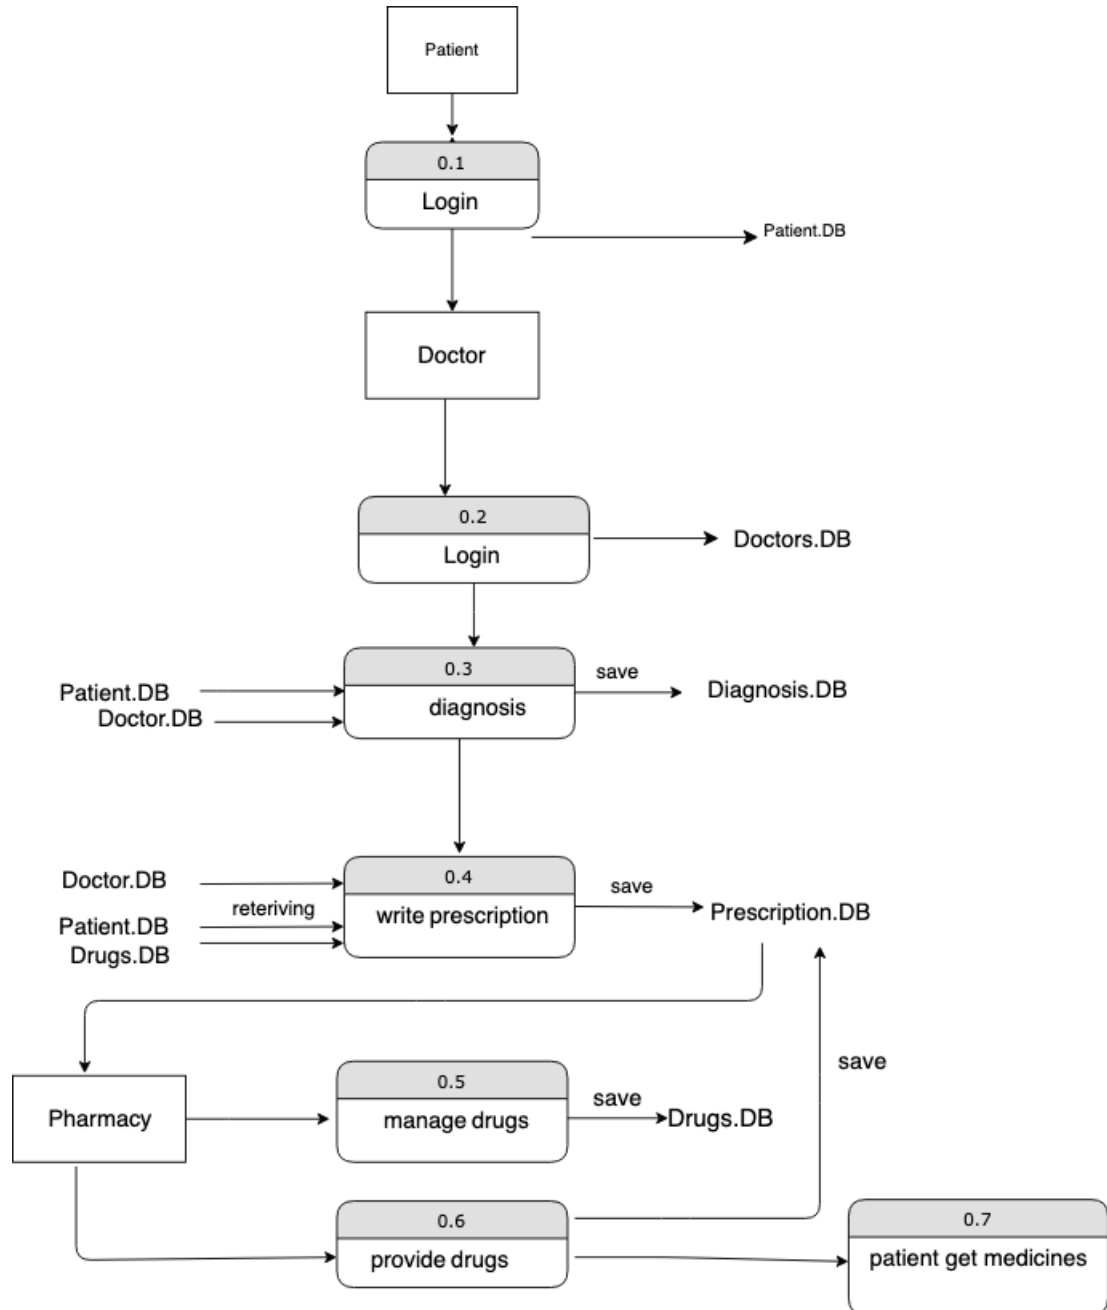 Patient
0.1
Login
Patient.DB
Doctor
0.2
Login
Doctors.DB
0.3
diagnosis
Patient.DB
Doctor.DB
save
Diagnosis.DB
0.4
write prescription
Doctor.DB
reteriving
Patient.DB
Drugs.DB
save
Prescription.DB
save
Pharmacy
0.5
manage drugs
save
Drugs.DB
0.6
provide drugs
0.7
patient get medicines